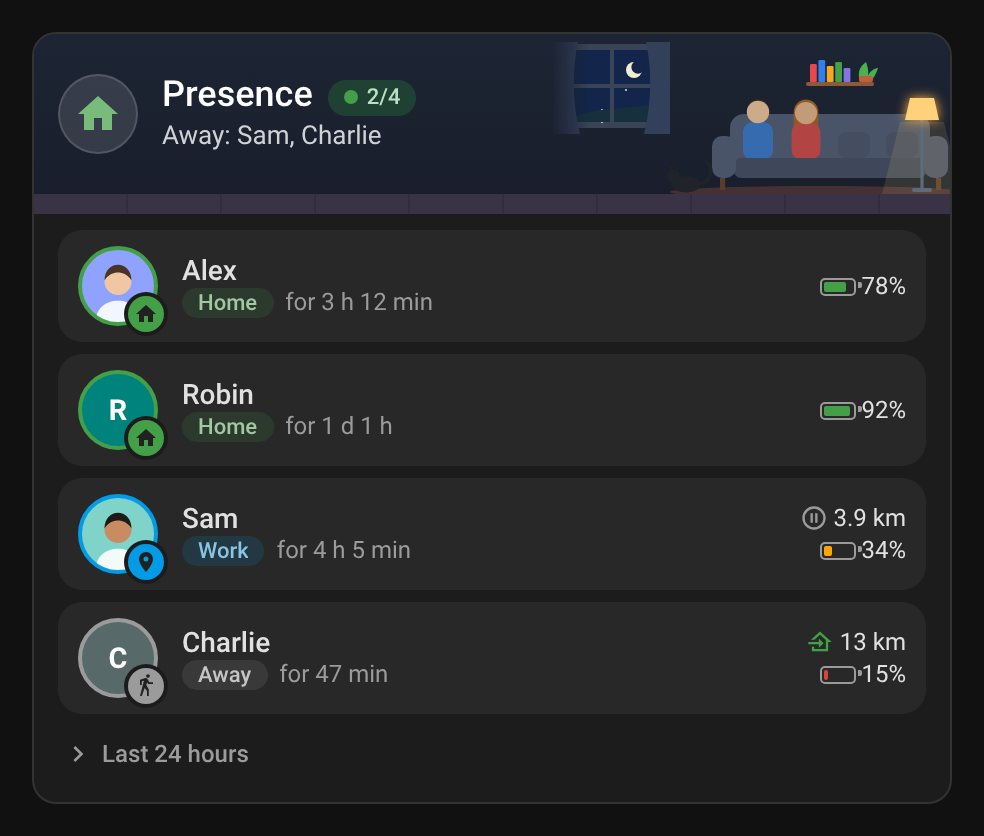 Presence 2/4
Away: Sam, Charlie
Alex
Home for 3 h 12 min
78%
R
Robin
Home for 1 d 1 h
92%
Sam
Work for 4 h 5 min
3.9 km
34%
C
Charlie
Away for 47 min
13 km
15%
Last 24 hours